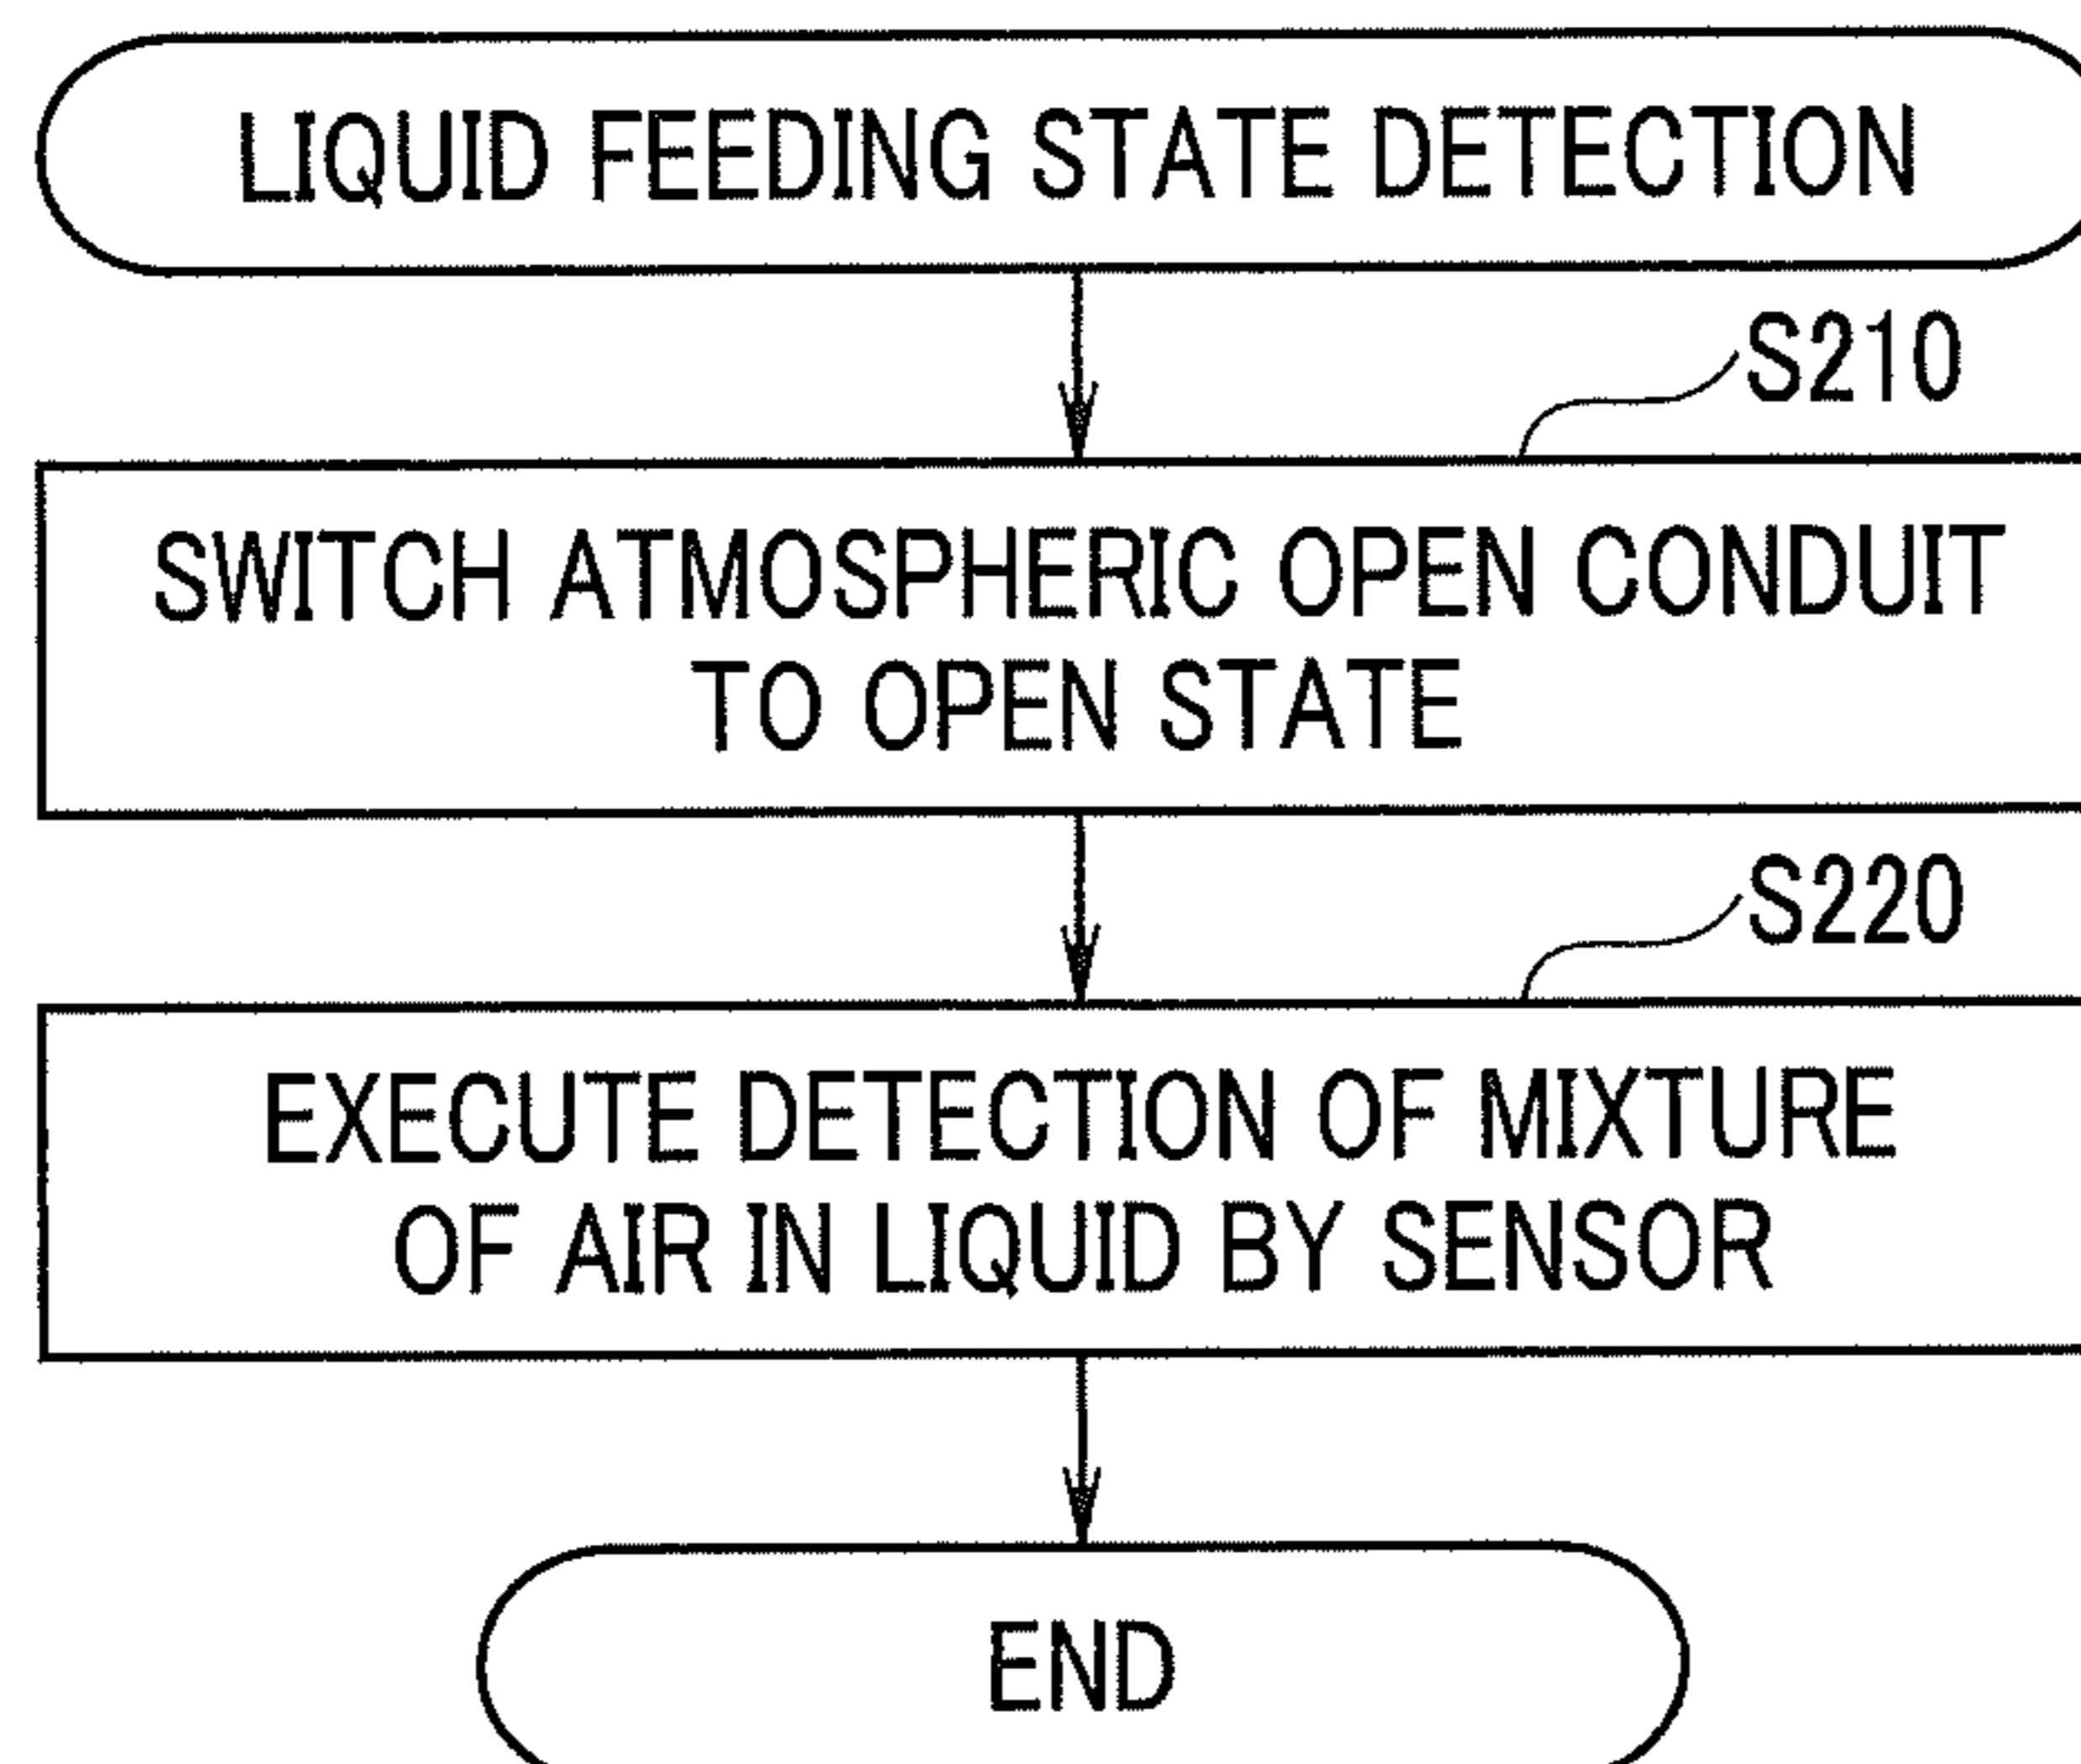 LIQUID FEEDING STATE DETECTION
S210
SWITCH ATMOSPHERIC OPEN CONDUIT
TO OPEN STATE
S220
EXECUTE DETECTION OF MIXTURE
OF AIR IN LIQUID BY SENSOR
END